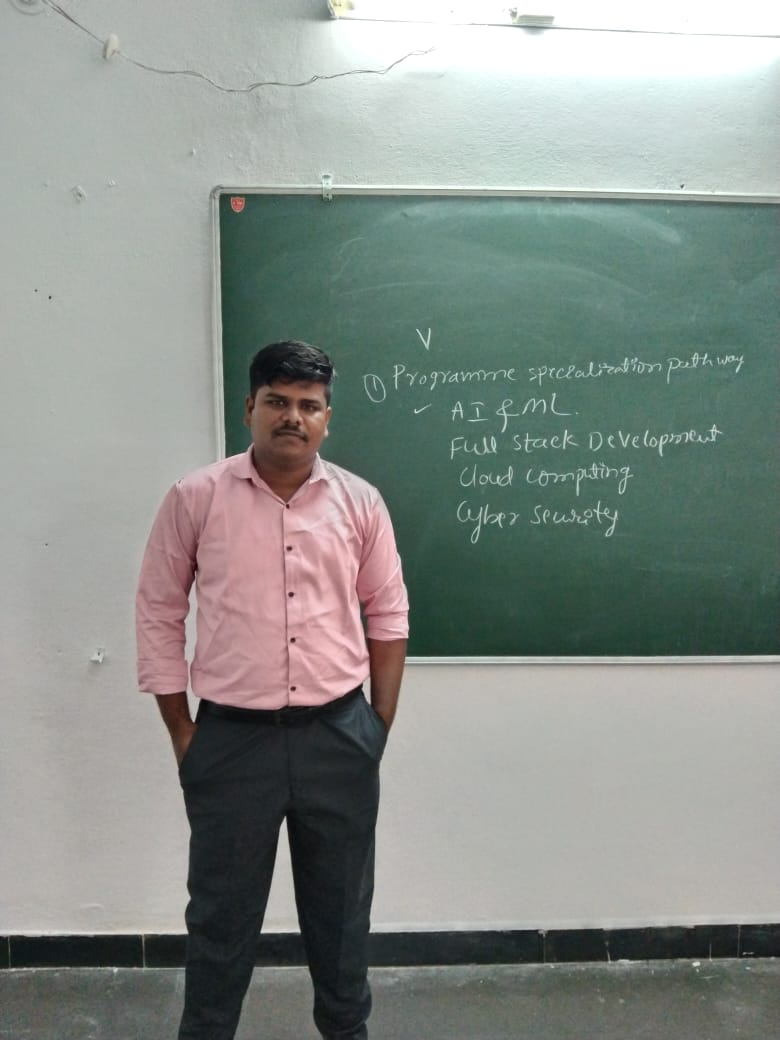 V
① Programme specialization pathway
✓ AI & ML.
Full Stack Development
Cloud Computing
Cyber Security